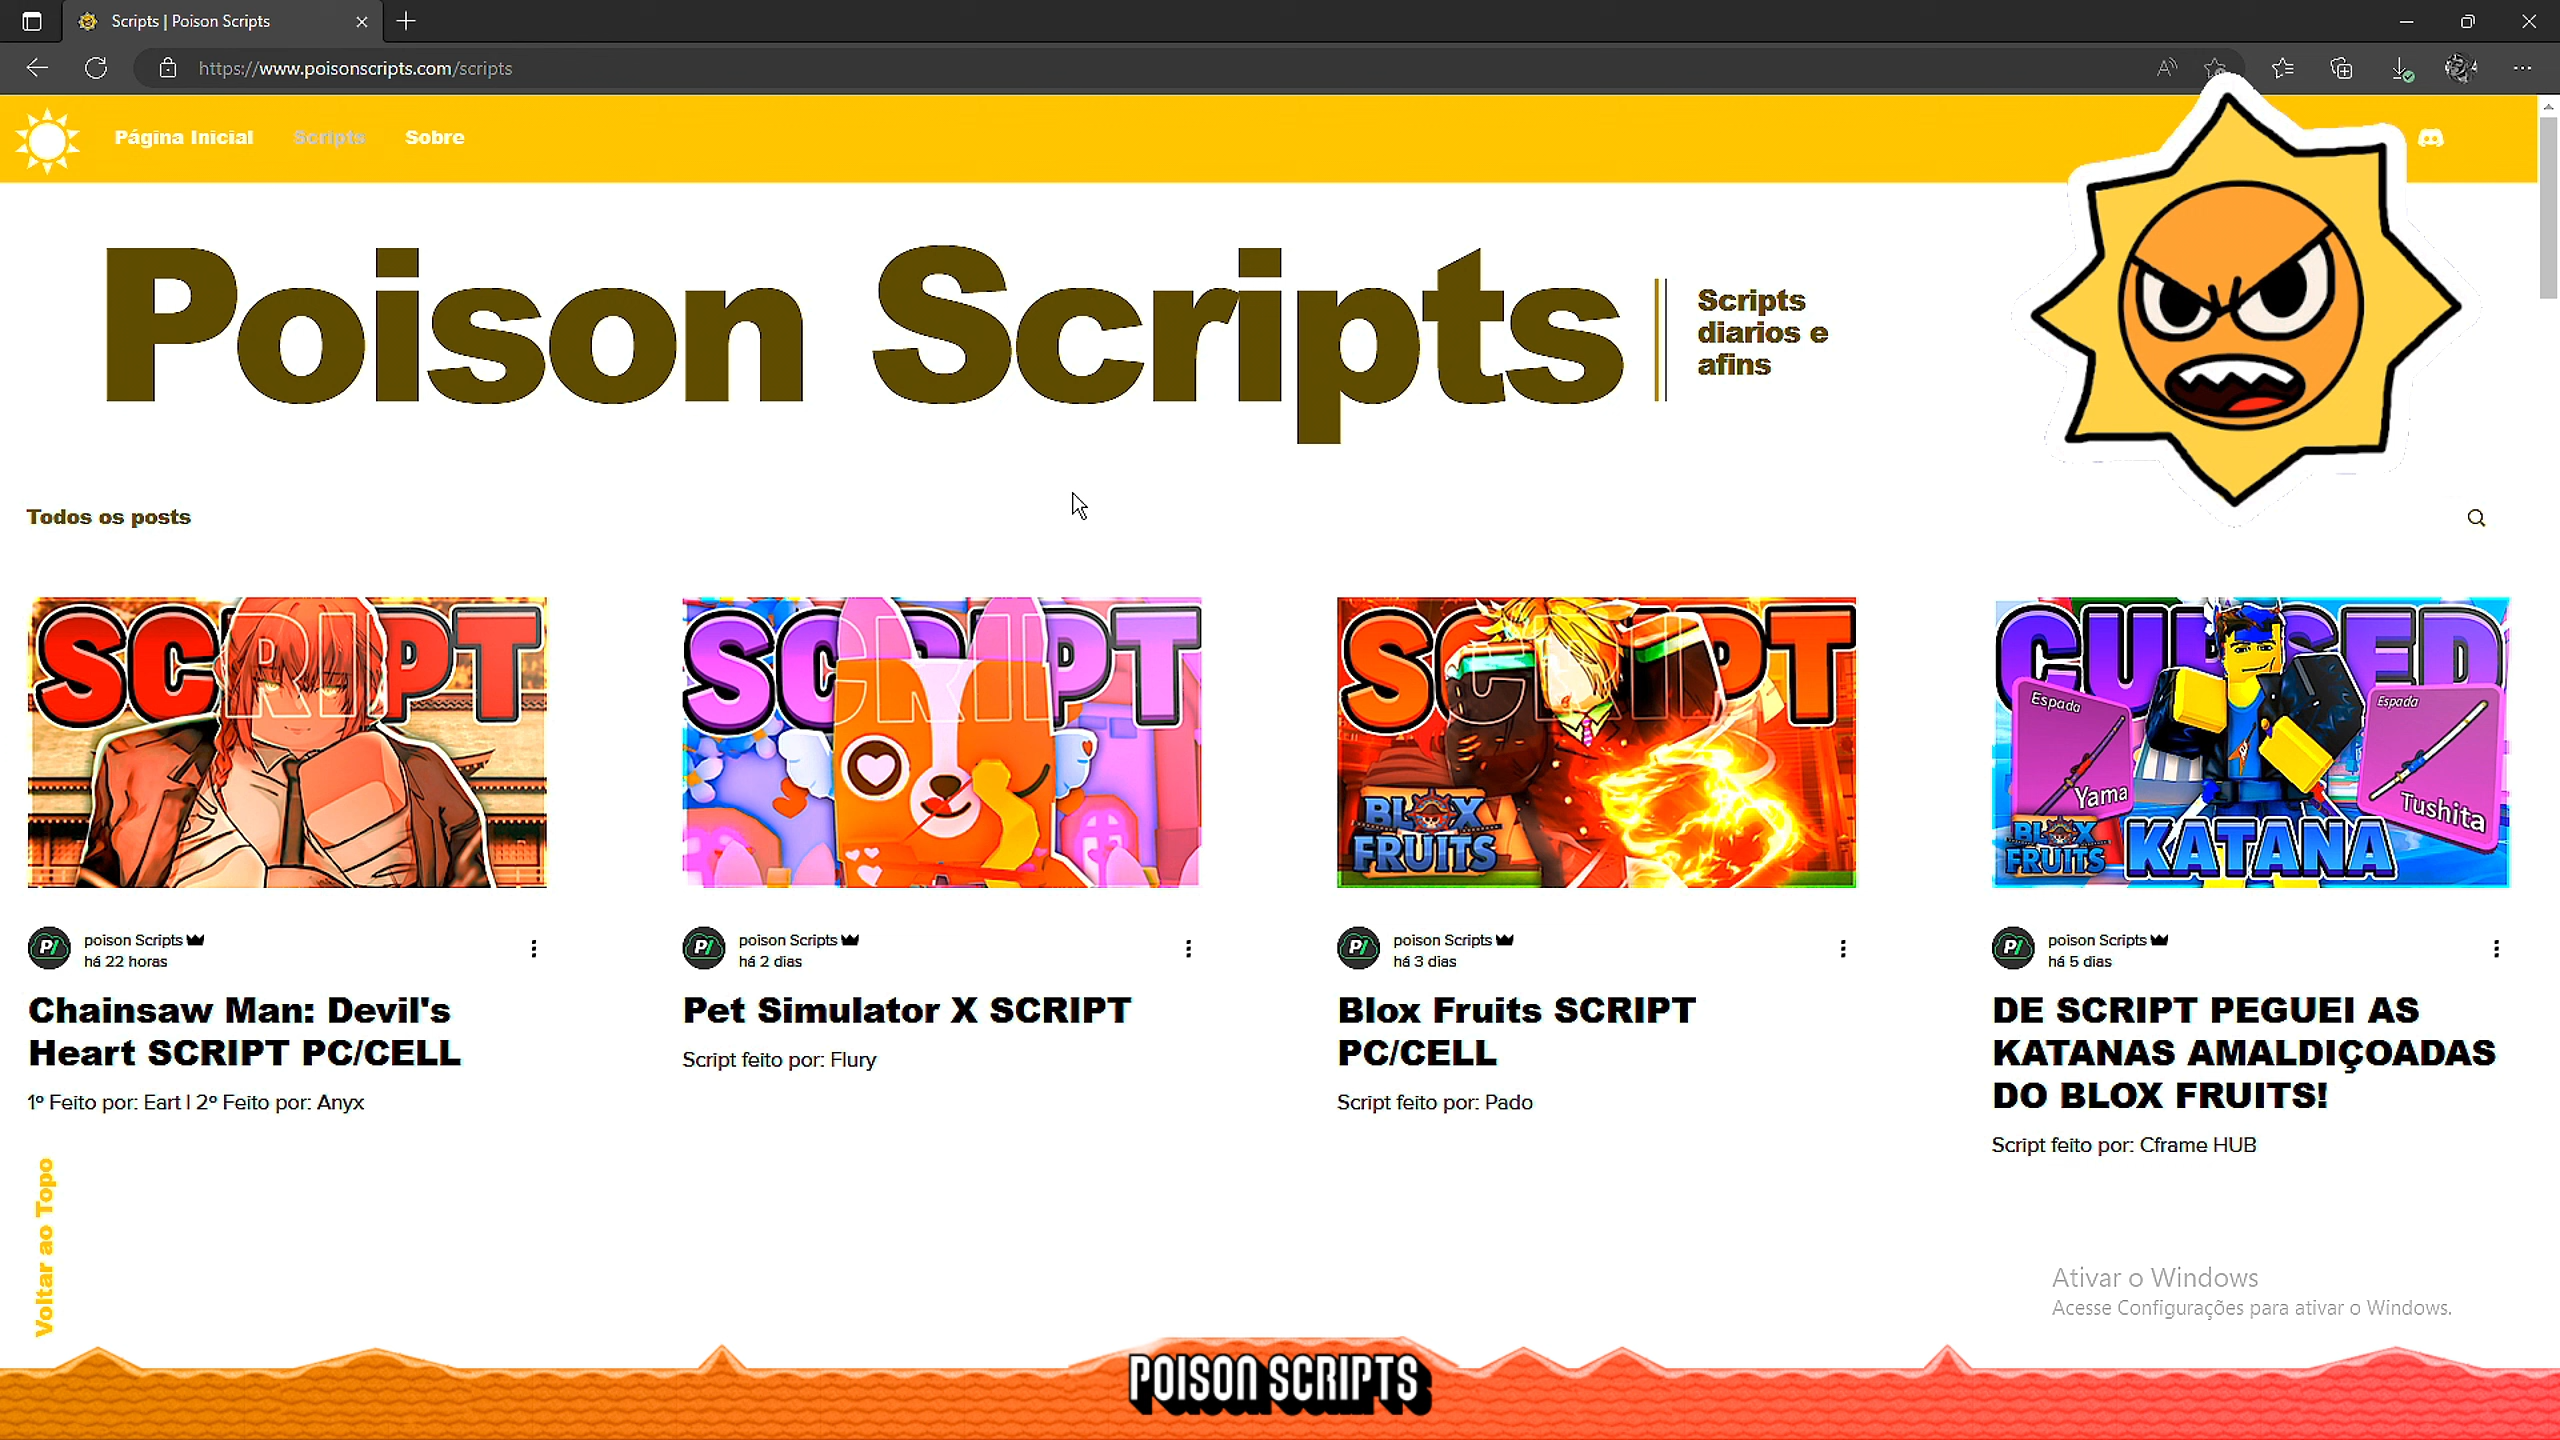 Scripts | Poison Scripts
https://www.poisonscripts.com/scripts
Página Inicial
Scripts
Sobre
Poison Scripts
Scripts
diarios e
afins
Todos os posts
SCRIPT
SCRIPT
SCRIPT
BLOX
FRUITS
CURSED
Espada
Yama
Espada
Tushita
BLOX
FRUITS
KATANA
P/
poison Scripts
há 22 horas
Chainsaw Man: Devil's
Heart SCRIPT PC/CELL
1º Feito por: Eart | 2º Feito por: Anyx
P/
poison Scripts
há 2 dias
Pet Simulator X SCRIPT
Script feito por: Flury
P/
poison Scripts
há 3 dias
Blox Fruits SCRIPT
PC/CELL
Script feito por: Pado
P/
poison Scripts
há 5 dias
DE SCRIPT PEGUEI AS
KATANAS AMALDIÇOADAS
DO BLOX FRUITS!
Script feito por: Cframe HUB
Voltar ao Topo
Ativar o Windows
Acesse Configurações para ativar o Windows.
POISON SCRIPTS